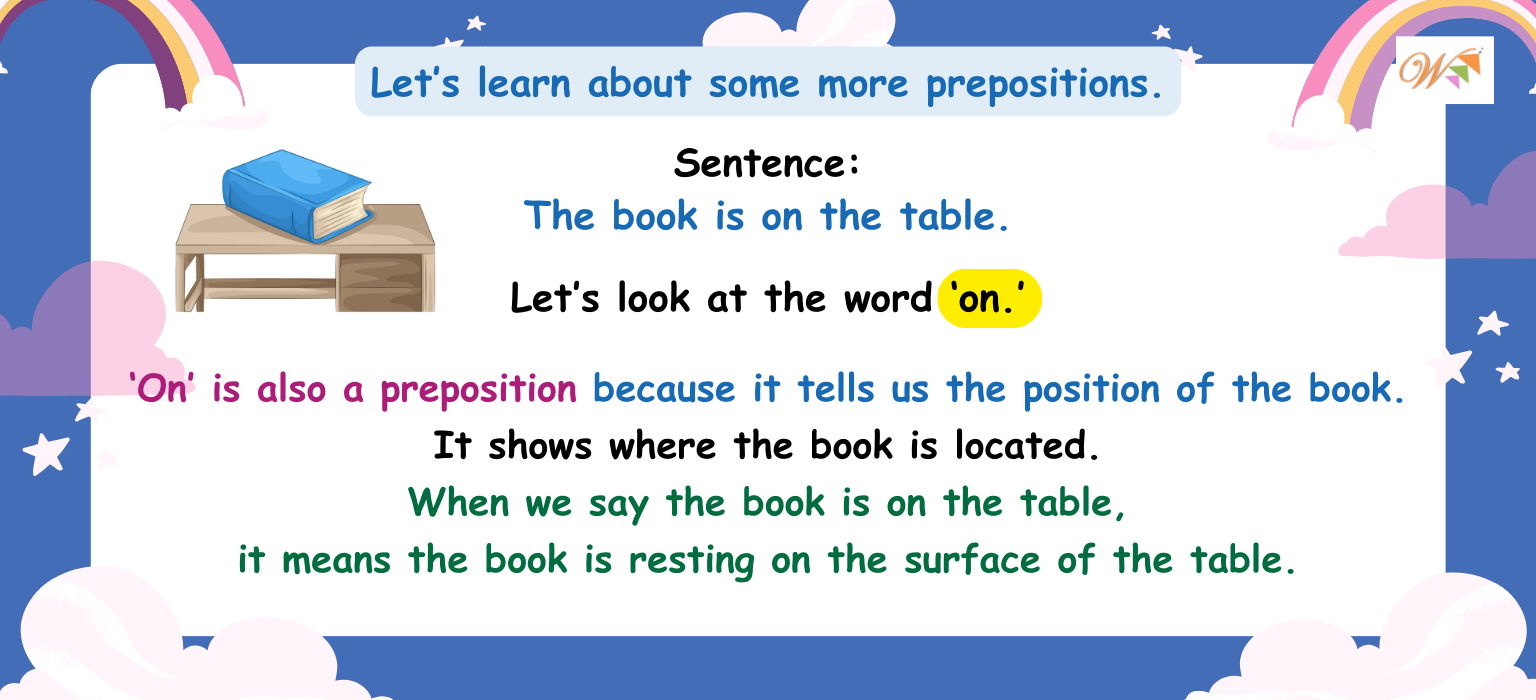 Let's learn about some more prepositions.
W
Sentence:
The book is on the table.
Let's look at the word ‘on.’
‘On’ is also a preposition because it tells us the position of the book.
It shows where the book is located.
When we say the book is on the table,
it means the book is resting on the surface of the table.